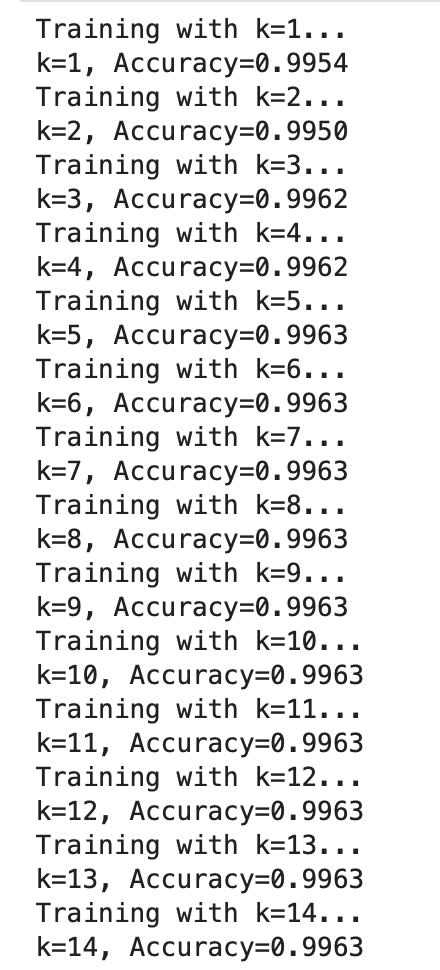 Training with k=1...
k=1, Accuracy=0.9954
Training with k=2...
k=2, Accuracy=0.9950
Training with k=3...
k=3, Accuracy=0.9962
Training with k=4...
k=4, Accuracy=0.9962
Training with k=5...
k=5, Accuracy=0.9963
Training with k=6...
k=6, Accuracy=0.9963
Training with k=7...
k=7, Accuracy=0.9963
Training with k=8...
k=8, Accuracy=0.9963
Training with k=9...
k=9, Accuracy=0.9963
Training with k=10...
k=10, Accuracy=0.9963
Training with k=11...
k=11, Accuracy=0.9963
Training with k=12...
k=12, Accuracy=0.9963
Training with k=13...
k=13, Accuracy=0.9963
Training with k=14...
k=14, Accuracy=0.9963